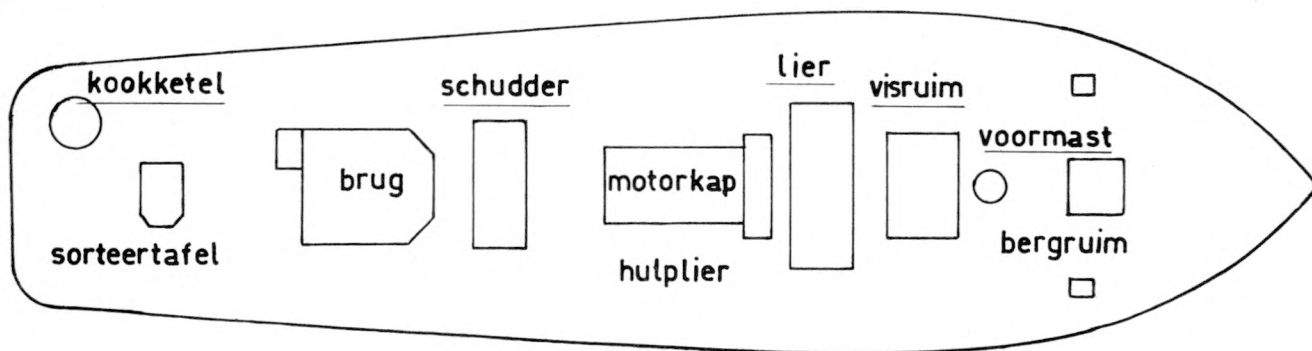 kookketel
schudder
lier
visruim
voormast
brug
motorkap
sorteertafel
hulplier
bergruim